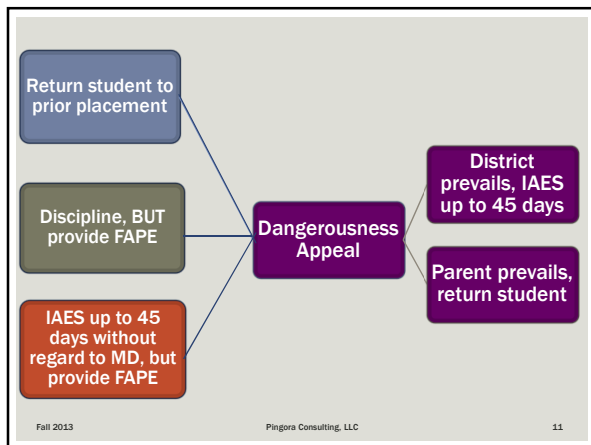 Return student to
prior placement
Discipline, BUT
provide FAPE
IAES up to 45
days without
regard to MD, but
provide FAPE
Dangerousness
Appeal
District
prevails, IAES
up to 45 days
Parent prevails,
return student
Fall 2013
Pingora Consulting, LLC
11